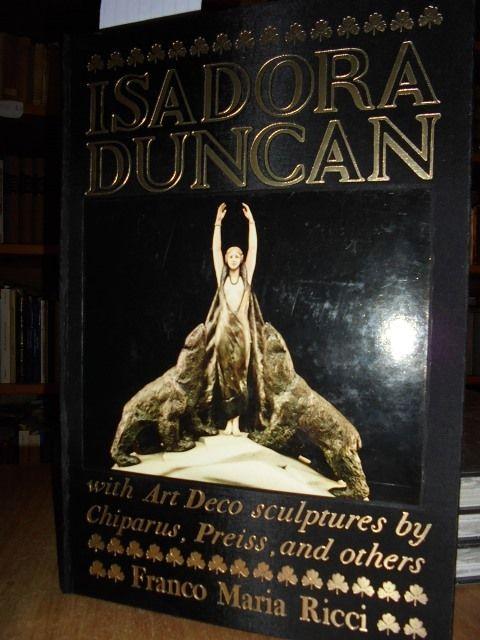 ISADORA
DUNCAN
with Art Deco sculptures by
Chiparus, Preiss, and others
Franco Maria Ricci